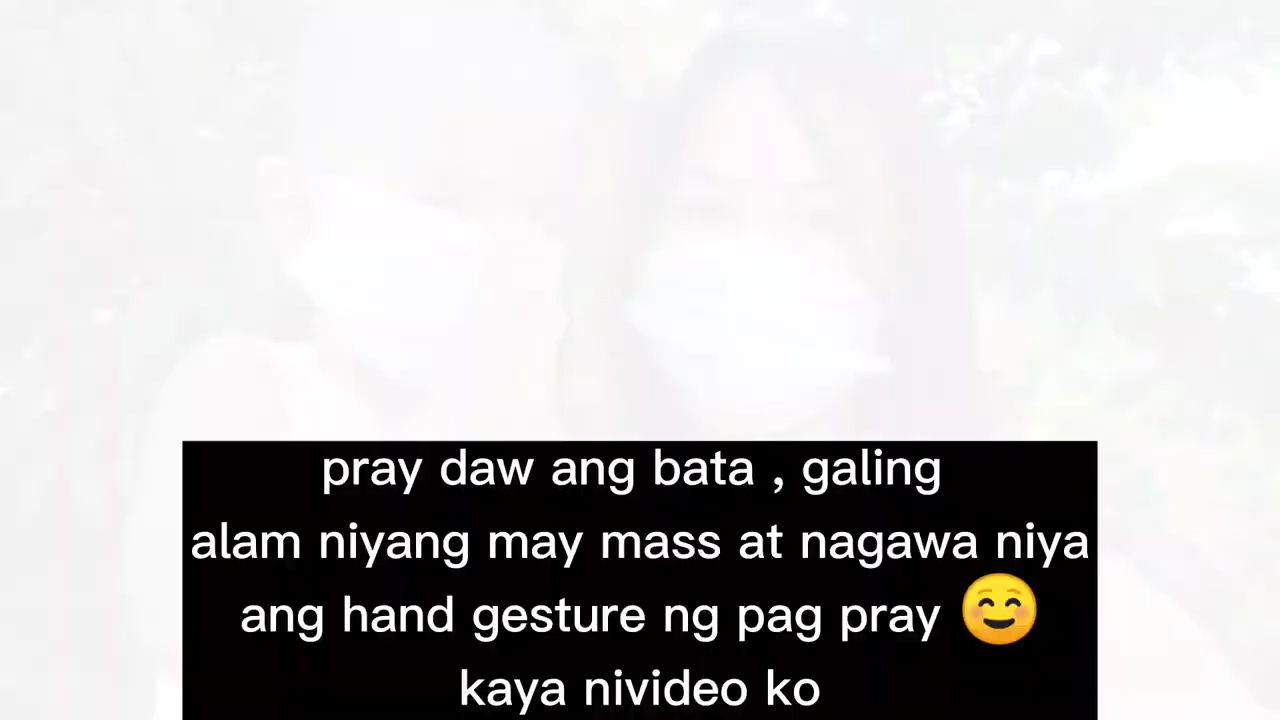 pray daw ang bata , galing
alam niyang may mass at nagawa niya
ang hand gesture ng pag pray ☺️
kaya nivideo ko